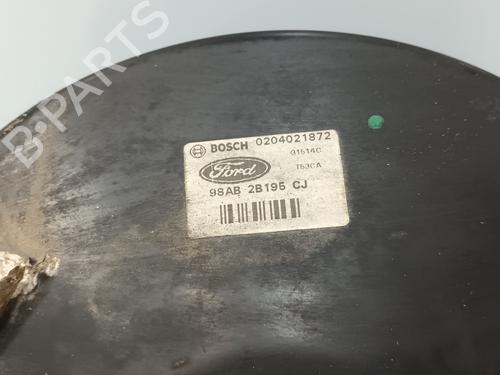 BOSCH 0204021872
01514C
Ford T53CA
98AB 2B195 CJ
B-PARTS